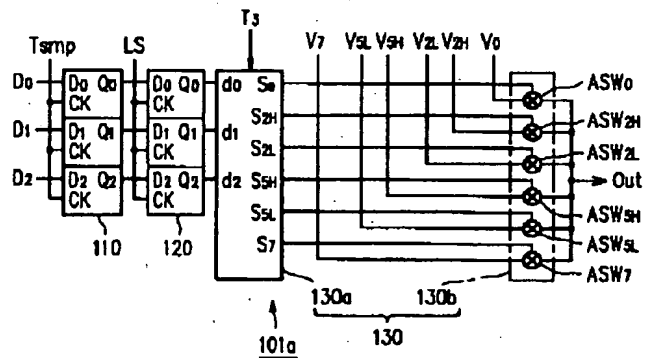 T3
Tsmp LS V7 V5L V5H V2L V2H V0
D0 D0 Q0 D0 Q0 d0 S0 ASW0
CK CK
S2H ASW2H
D1 D1 Q1 D1 Q1 d1 S2L ASW2L
CK CK
Out
D2 D2 Q2 D2 Q2 d2 S5H ASW5H
CK CK
S5L ASW5L
110 120 S7 ASW7
130a 130b
130
101a